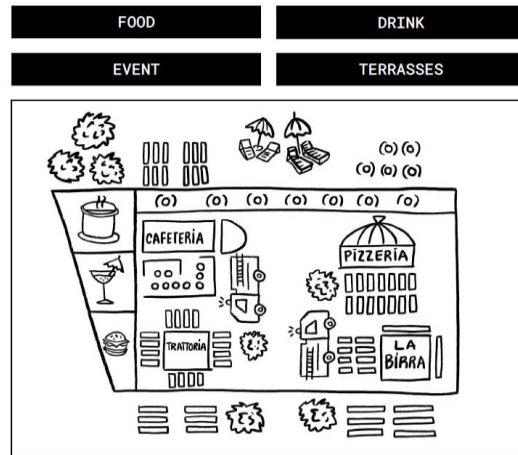 FOOD
DRINK
EVENT
TERRASSES
CAFETERIA
PIZZERIA
TRATTORIA
LA
BIRRA